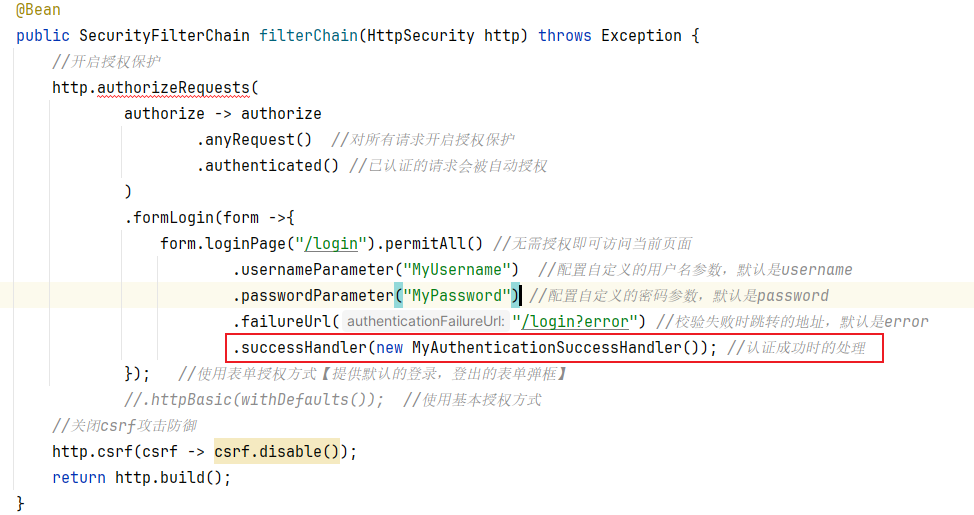 @Bean
public SecurityFilterChain filterChain(HttpSecurity http) throws Exception {
    //开启授权保护
    http.authorizeRequests(
            authorize -> authorize
                    .anyRequest()  //对所有请求开启授权保护
                    .authenticated() //已认证的请求会被自动授权
            )
            .formLogin(form ->{
                form.loginPage("/login").permitAll() //无需授权即可访问当前页面
                        .usernameParameter("MyUsername")  //配置自定义的用户名参数，默认是username
                        .passwordParameter("MyPassword") //配置自定义的密码参数，默认是password
                        .failureUrl( authenticationFailureUrl: "/login?error") //校验失败时跳转的地址，默认是error
                        .successHandler(new MyAuthenticationSuccessHandler()); //认证成功时的处理
            });   //使用表单授权方式【提供默认的登录，登出的表单弹框】
            //.httpBasic(withDefaults());  //使用基本授权方式
    //关闭csrf攻击防御
    http.csrf(csrf -> csrf.disable());
    return http.build();
}